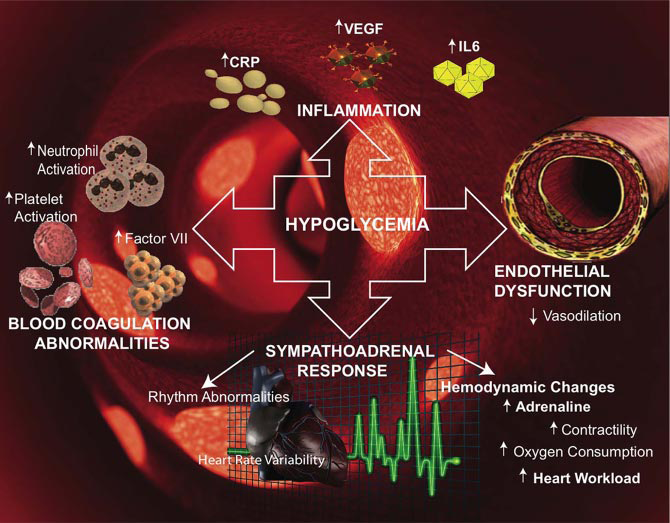 ↑VEGF
↑CRP
↑IL6
INFLAMMATION
↑Neutrophil
Activation
↑Platelet
Activation
↑Factor VII
BLOOD COAGULATION
ABNORMALITIES
HYPOGLYCEMIA
ENDOTHELIAL
DYSFUNCTION
↓ Vasodilation
SYMPATHOADRENAL
RESPONSE
Rhythm Abnormalities
Heart Rate Variability
Hemodynamic Changes
↑ Adrenaline
↑ Contractility
↑ Oxygen Consumption
↑ Heart Workload